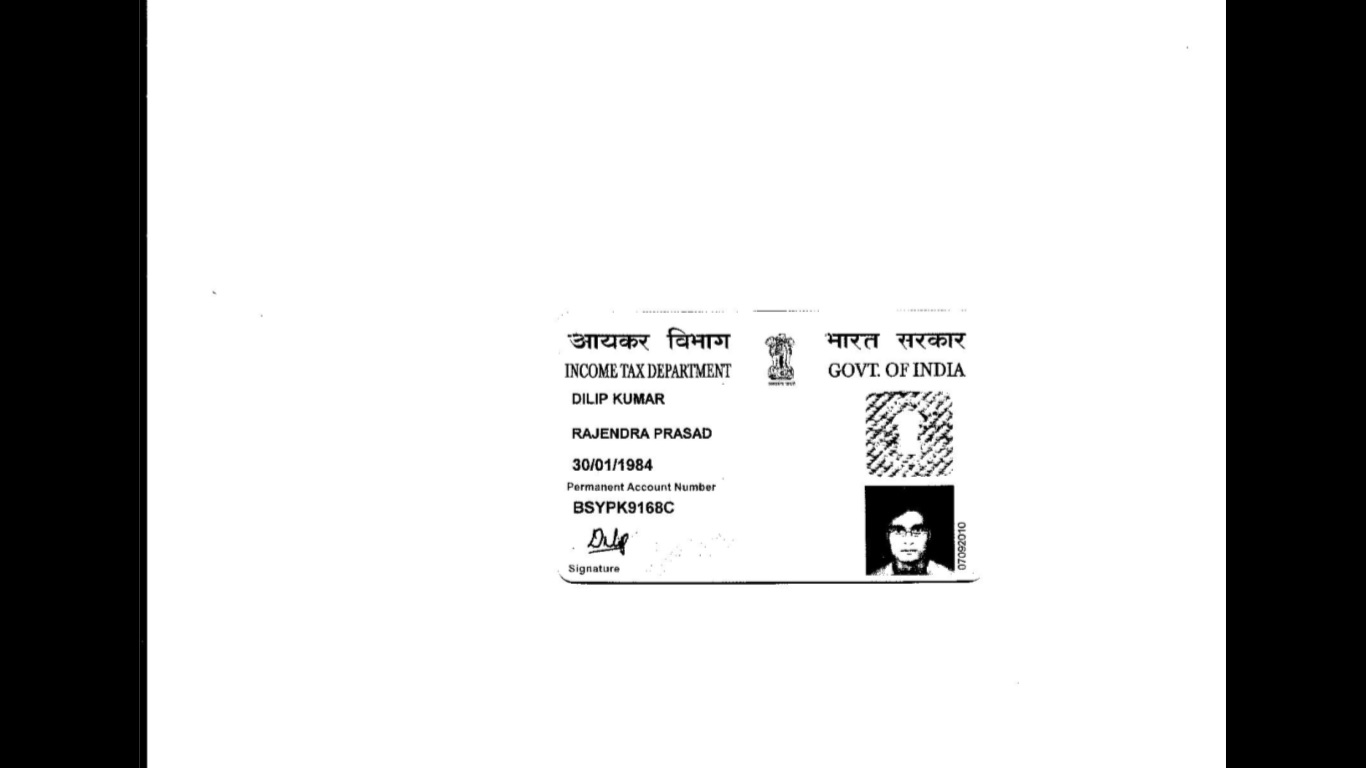 आयकर विभाग
भारत सरकार
INCOME TAX DEPARTMENT
GOVT. OF INDIA
DILIP KUMAR
RAJENDRA PRASAD
30/01/1984
Permanent Account Number
BSYPK9168C
Dilip
Signature
07092010